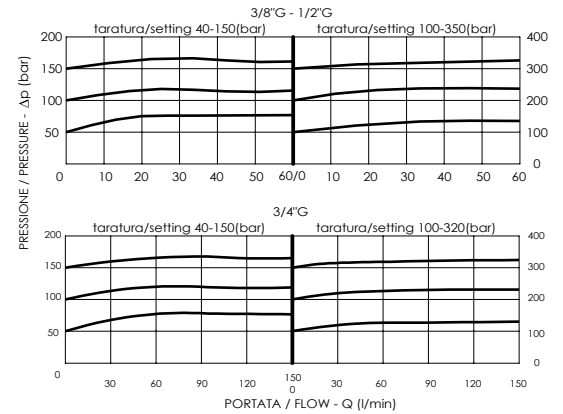 3/8"G - 1/2"G
taratura/setting 40-150(bar) taratura/setting 100-350(bar)
200 400
150 300
100 200
50 100
0
0 10 20 30 40 50 60/0 10 20 30 40 50 60
PRESSIONE / PRESSURE - Δp (bar)
3/4"G
taratura/setting 40-150(bar) taratura/setting 100-320(bar)
200 400
150 300
100 200
50 100
0 0
30 60 90 120 150 30 60 90 120 150
0
PORTATA / FLOW - Q (l/min)